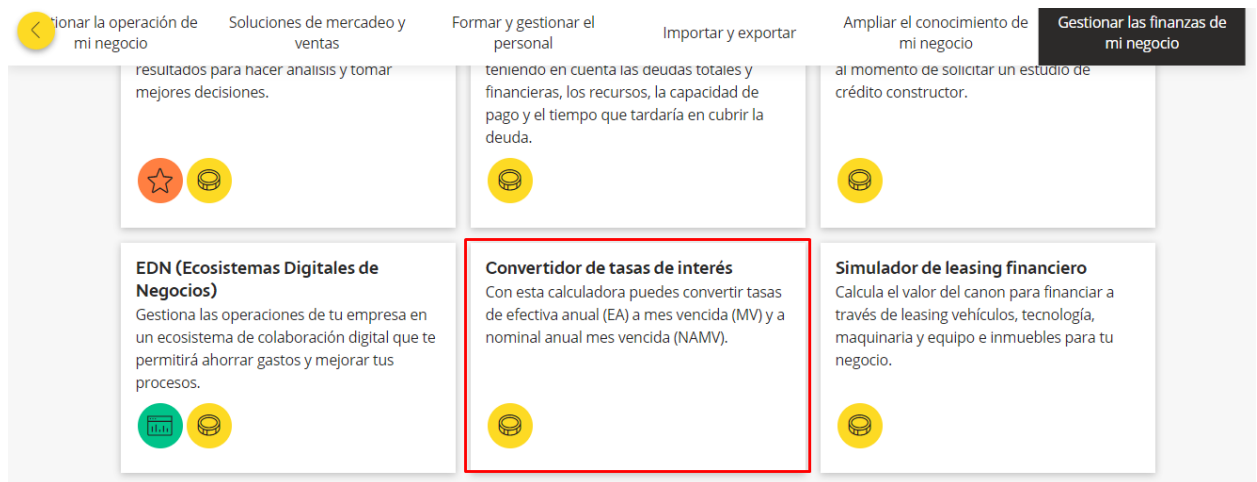 ionar la operación de
mi negocio
Soluciones de mercadeo y
ventas
Formar y gestionar el
personal
Importar y exportar
Ampliar el conocimiento de
mi negocio
Gestionar las finanzas de
mi negocio
resultados para hacer análisis y tomar
mejores decisiones.
teniendo en cuenta las deudas totales y
financieras, los recursos, la capacidad de
pago y el tiempo que tardaría en cubrir la
deuda.
al momento de solicitar un estudio de
crédito constructor.
EDN (Ecosistemas Digitales de
Negocios)
Gestiona las operaciones de tu empresa en
un ecosistema de colaboración digital que te
permitirá ahorrar gastos y mejorar tus
procesos.
Convertidor de tasas de interés
Con esta calculadora puedes convertir tasas
de efectiva anual (EA) a mes vencida (MV) y a
nominal anual mes vencida (NAMV).
Simulador de leasing financiero
Calcula el valor del canon para financiar a
través de leasing vehículos, tecnología,
maquinaria y equipo e inmuebles para tu
negocio.